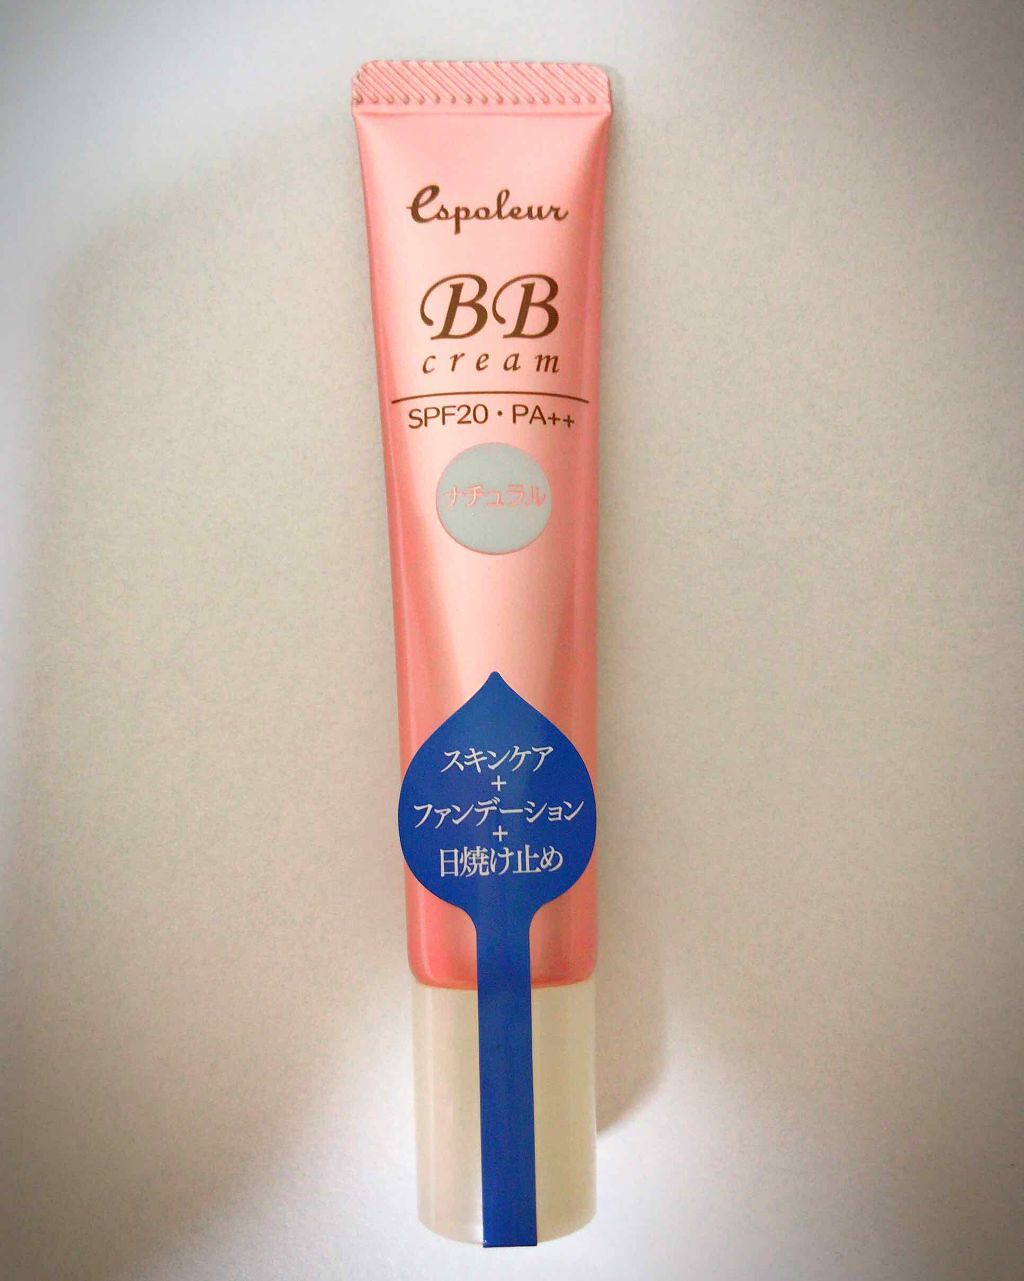 espoleur
BB
cream
SPF20・PA++
ナチュラル
スキンケア
+
ファンデーション
+
日焼け止め